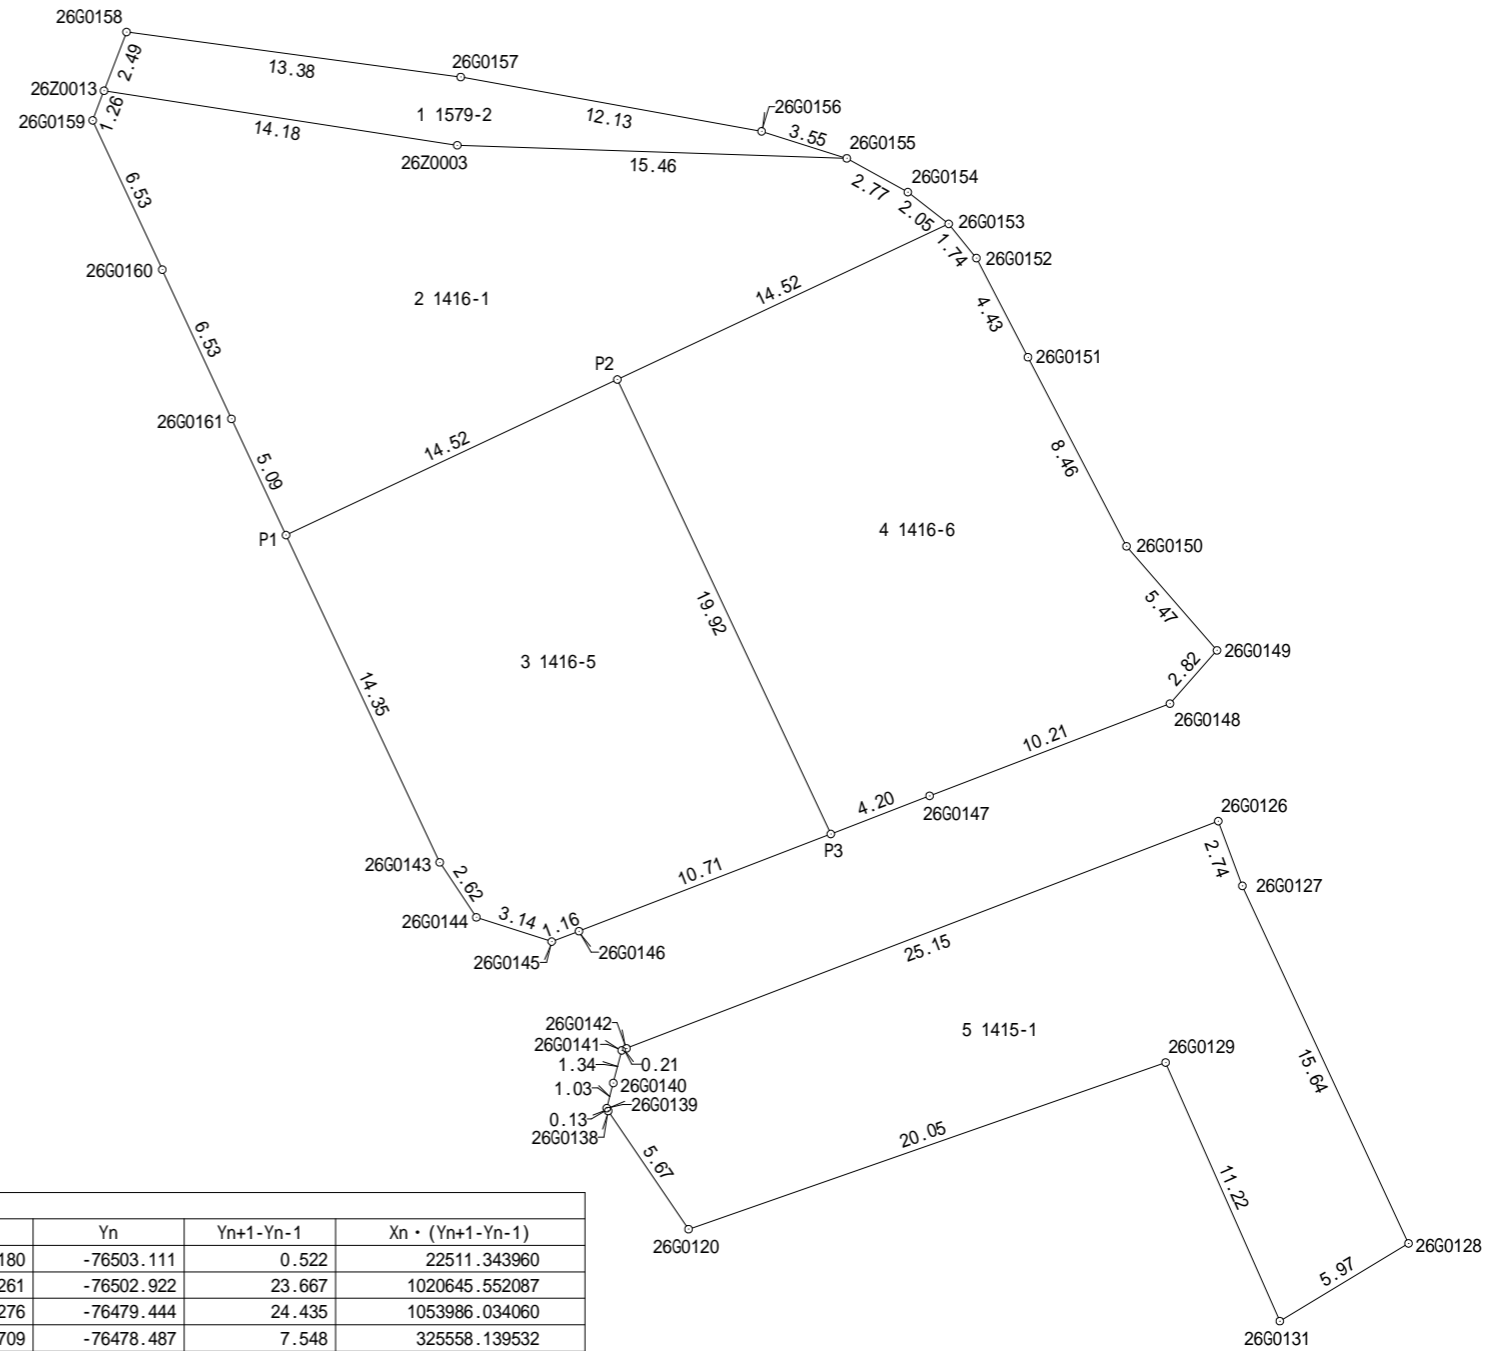 26G0158
2.49
13.38
26G0157
26Z0013
1.26
26G0159
1 1579-2
12.13
26G0156
3.55
26G0155
14.18
26Z0003
15.46
2.77
26G0154
2.05
26G0153
1.74
26G0152
6.53
26G0160
2 1416-1
14.52
4.43
6.53
26G0151
P2
26G0161
14.52
8.46
5.09
P1
4 1416-6
26G0150
19.92
5.47
3 1416-5
26G0149
2.82
14.35
26G0148
10.21
4.20
26G0147
P3
26G0126
2.74
26G0143
2.62
10.71
26G0127
26G0144
3.14
1.16
26G0145
26G0146
25.15
26G0142
26G0141
5 1415-1
1.34
0.21
26G0129
1.03
26G0140
15.64
26G0139
0.13
26G0138
20.05
5.67
11.22
26G0120
26G0128
5.97
26G0131
Yn Yn+1-Yn-1 Xn・(Yn+1-Yn-1)
180 -76503.111 0.522 22511.343960
261 -76502.922 23.667 1020645.552087
276 -76479.444 24.435 1053986.034060
709 -76478.487 7.548 325558.139532